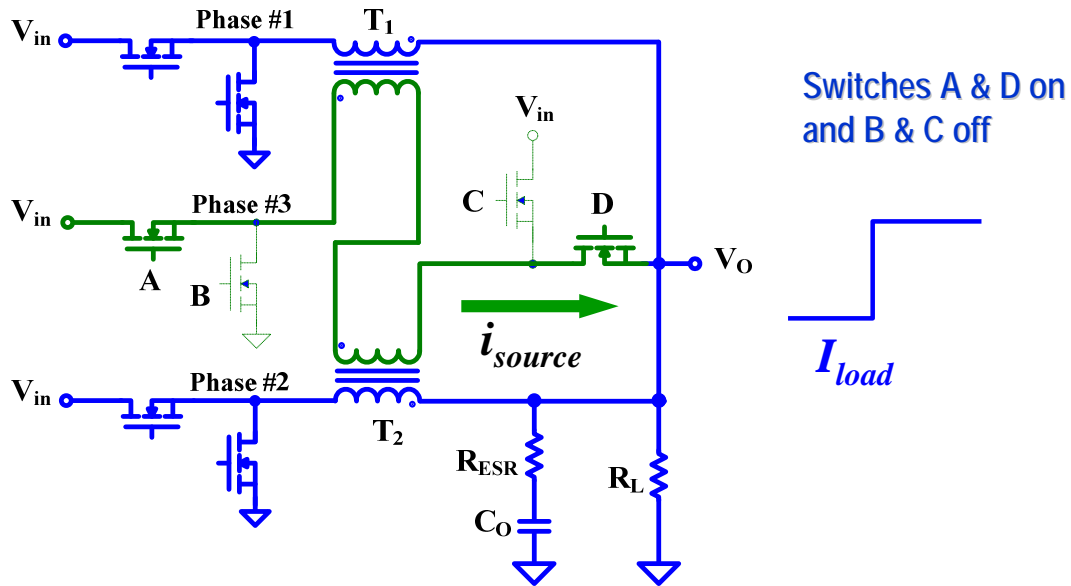 Phase #1
T1
Vin
Switches A & D on
and B & C off
Vin
C
D
Vin
Phase #3
A
B
VO
isource
Iload
Vin
Phase #2
T2
RESR
RL
CO